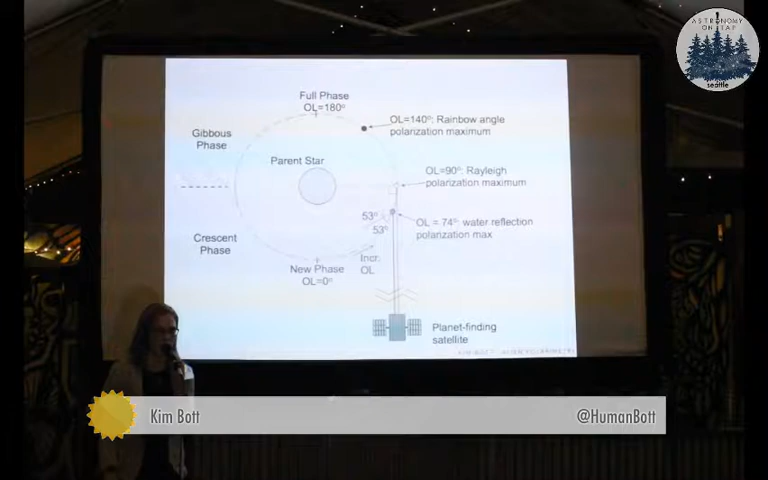 ASTRONOMY
ON TAP
seattle
Full Phase
OL=180°
OL=140°: Rainbow angle
polarization maximum
Gibbous
Phase
Parent Star
OL=90°: Rayleigh
polarization maximum
53°
53°
OL = 74°: water reflection
polarization max
Crescent
Phase
Incr.
OL
New Phase
OL=0°
Planet-finding
satellite
Kim Bott
@HumanBott